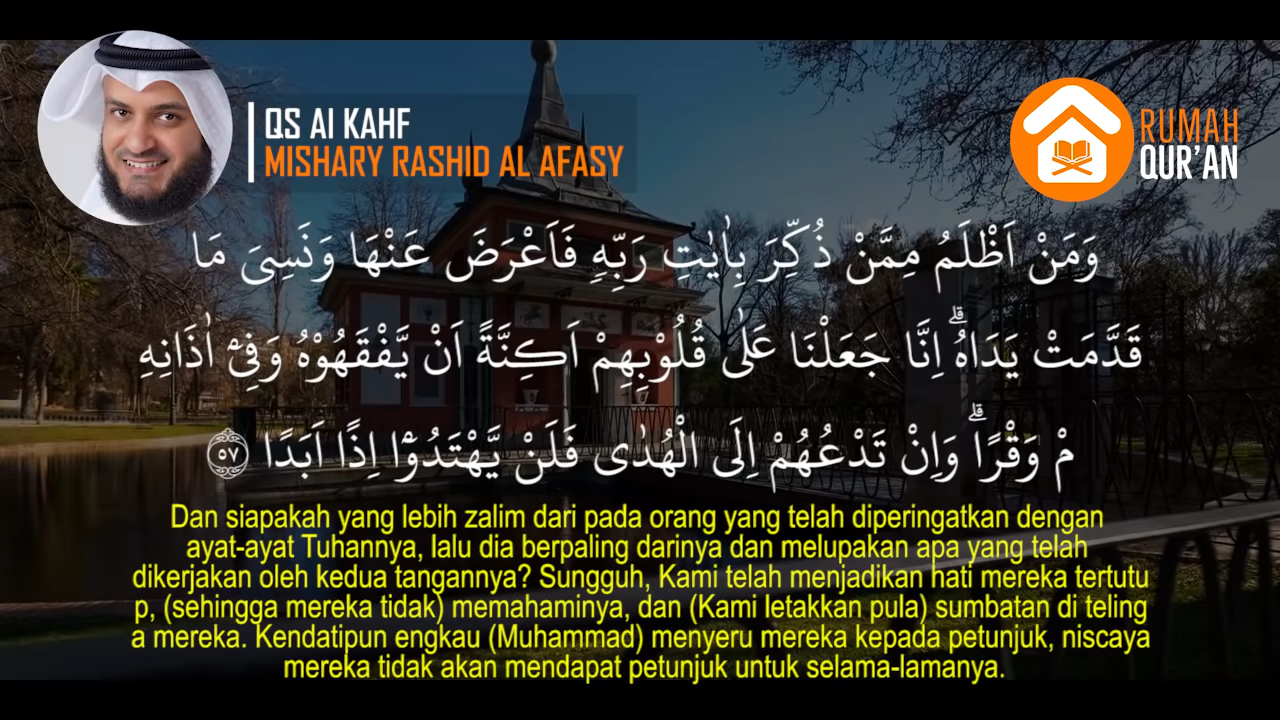 QS Al KAHF
MISHARY RASHID AL AFASY
RUMAH
QUR'AN
وَمَنْ اَظْلَمُ مِمَّنْ ذُكِّرَ بِاٰيٰتِ رَبِّهٖ فَاَعْرَضَ عَنْهَا وَنَسِيَ مَا
قَدَّمَتْ يَدَاهُۗ اِنَّا جَعَلْنَا عَلٰى قُلُوْبِهِمْ اَكِنَّةً اَنْ يَّفْقَهُوْهُ وَفِيْٓ اٰذَانِهِ
مْ وَقْرًاۗ وَاِنْ تَدْعُهُمْ اِلَى الْهُدٰى فَلَنْ يَّهْتَدُوْٓا اِذًا اَبَدًا ٥٧
Dan siapakah yang lebih zalim dari pada orang yang telah diperingatkan dengan
ayat-ayat Tuhannya, lalu dia berpaling darinya dan melupakan apa yang telah
dikerjakan oleh kedua tangannya? Sungguh, Kami telah menjadikan hati mereka tertutu
p, (sehingga mereka tidak) memahaminya, dan (Kami letakkan pula) sumbatan di teling
a mereka. Kendatipun engkau (Muhammad) menyeru mereka kepada petunjuk, niscaya
mereka tidak akan mendapat petunjuk untuk selama-lamanya.